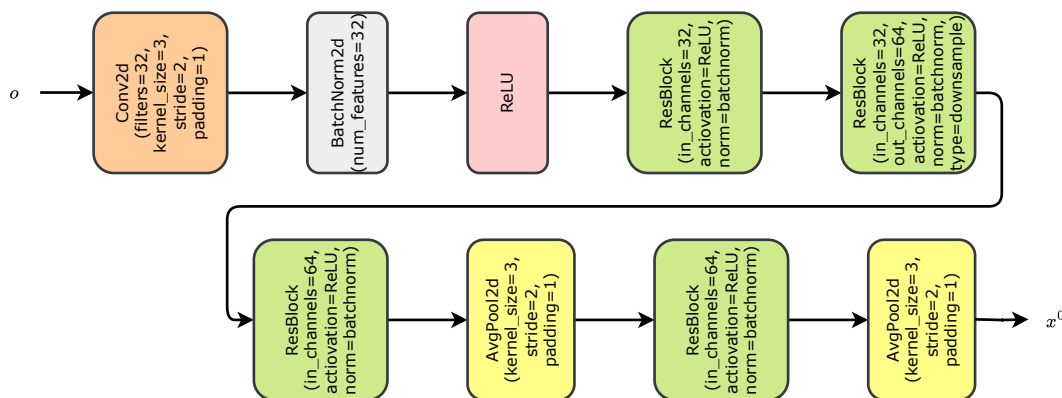 o
Conv2d
(filters=32,
kernel_size=3,
stride=2,
padding=1)
BatchNorm2d
(num_features=32)
ReLU
ResBlock
(in_channels=32,
actiovation=ReLU,
norm=batchnorm)
ResBlock
(in_channels=32,
out_channels=64,
actiovation=ReLU,
norm=batchnorm,
type=downsample)
ResBlock
(in_channels=64,
actiovation=ReLU,
norm=batchnorm)
AvgPool2d
(kernel_size=3,
stride=2,
padding=1)
ResBlock
(in_channels=64,
actiovation=ReLU,
norm=batchnorm)
AvgPool2d
(kernel_size=3,
stride=2,
padding=1)
x⁰